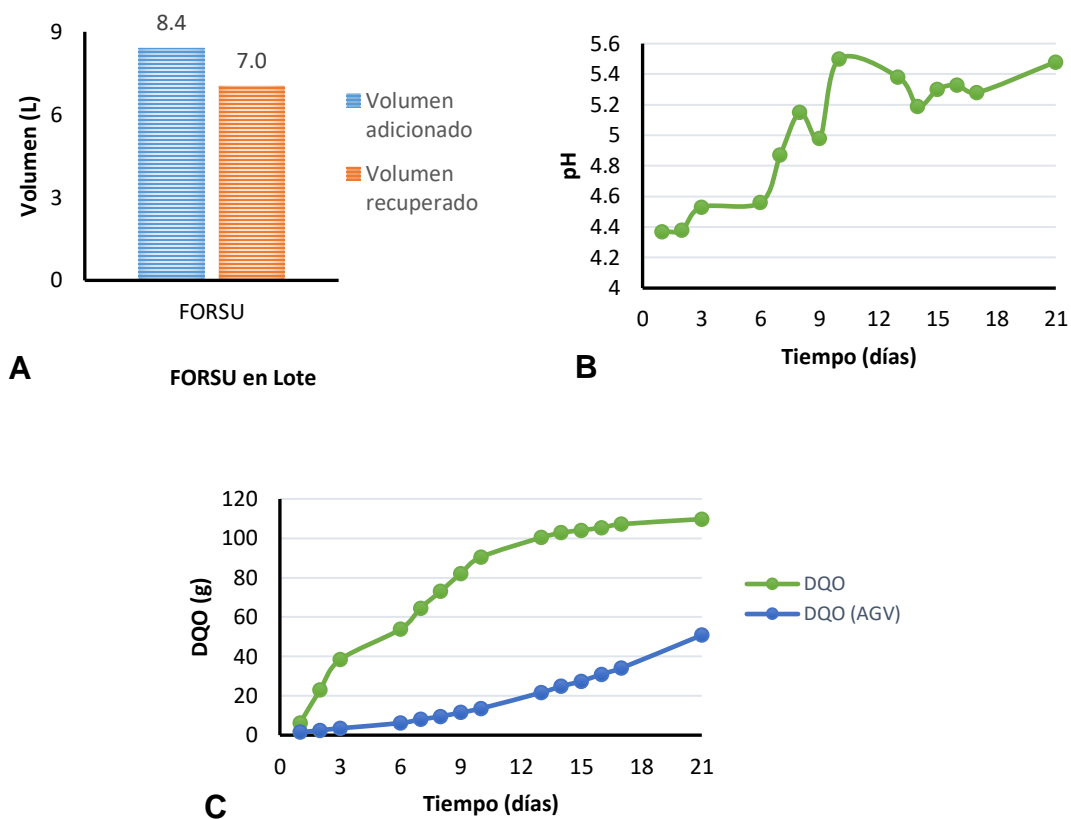 9
6
3
0
Volumen (L)
8.4
7.0
FORSU
Volumen
adicionado
Volumen
recuperado
A
FORSU en Lote
5.6
5.4
5.2
5
4.8
4.6
4.4
4.2
4
pH
0 3 6 9 12 15 18 21
Tiempo (días)
B
120
100
80
60
40
20
0
DQO (g)
0 3 6 9 12 15 18 21
Tiempo (días)
DQO
DQO (AGV)
C